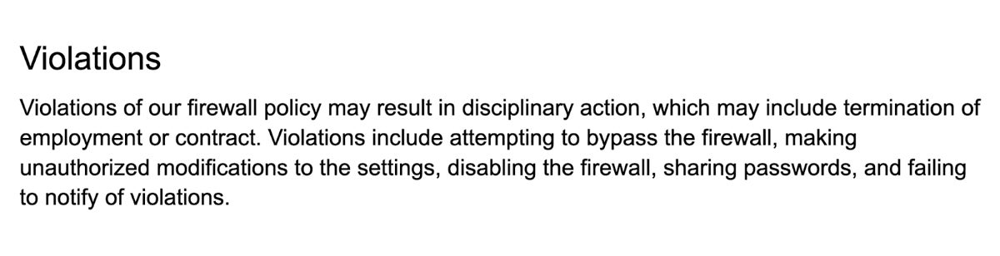 Violations
Violations of our firewall policy may result in disciplinary action, which may include termination of
employment or contract. Violations include attempting to bypass the firewall, making
unauthorized modifications to the settings, disabling the firewall, sharing passwords, and failing
to notify of violations.